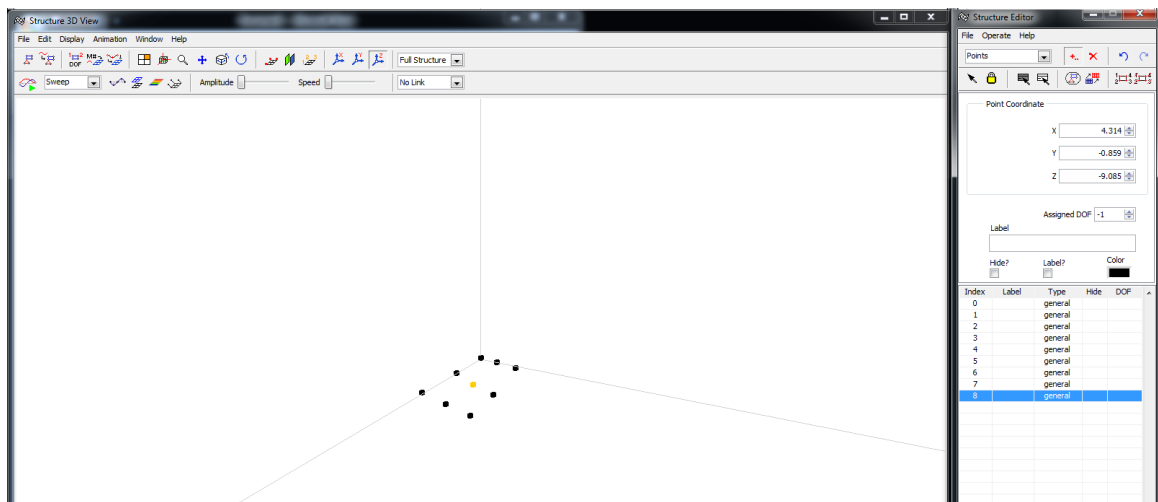 Structure 3D View
File Edit Display Animation Window Help
DOF
Full Structure
Sweep
Amplitude
Speed
No Link
Structure Editor
File Operate Help
Points
Point Coordinate
X 4.314
Y -0.859
Z -9.085
Assigned DOF -1
Label
Hide? Label? Color
Index Label Type Hide DOF
0 general
1 general
2 general
3 general
4 general
5 general
6 general
7 general
8 general